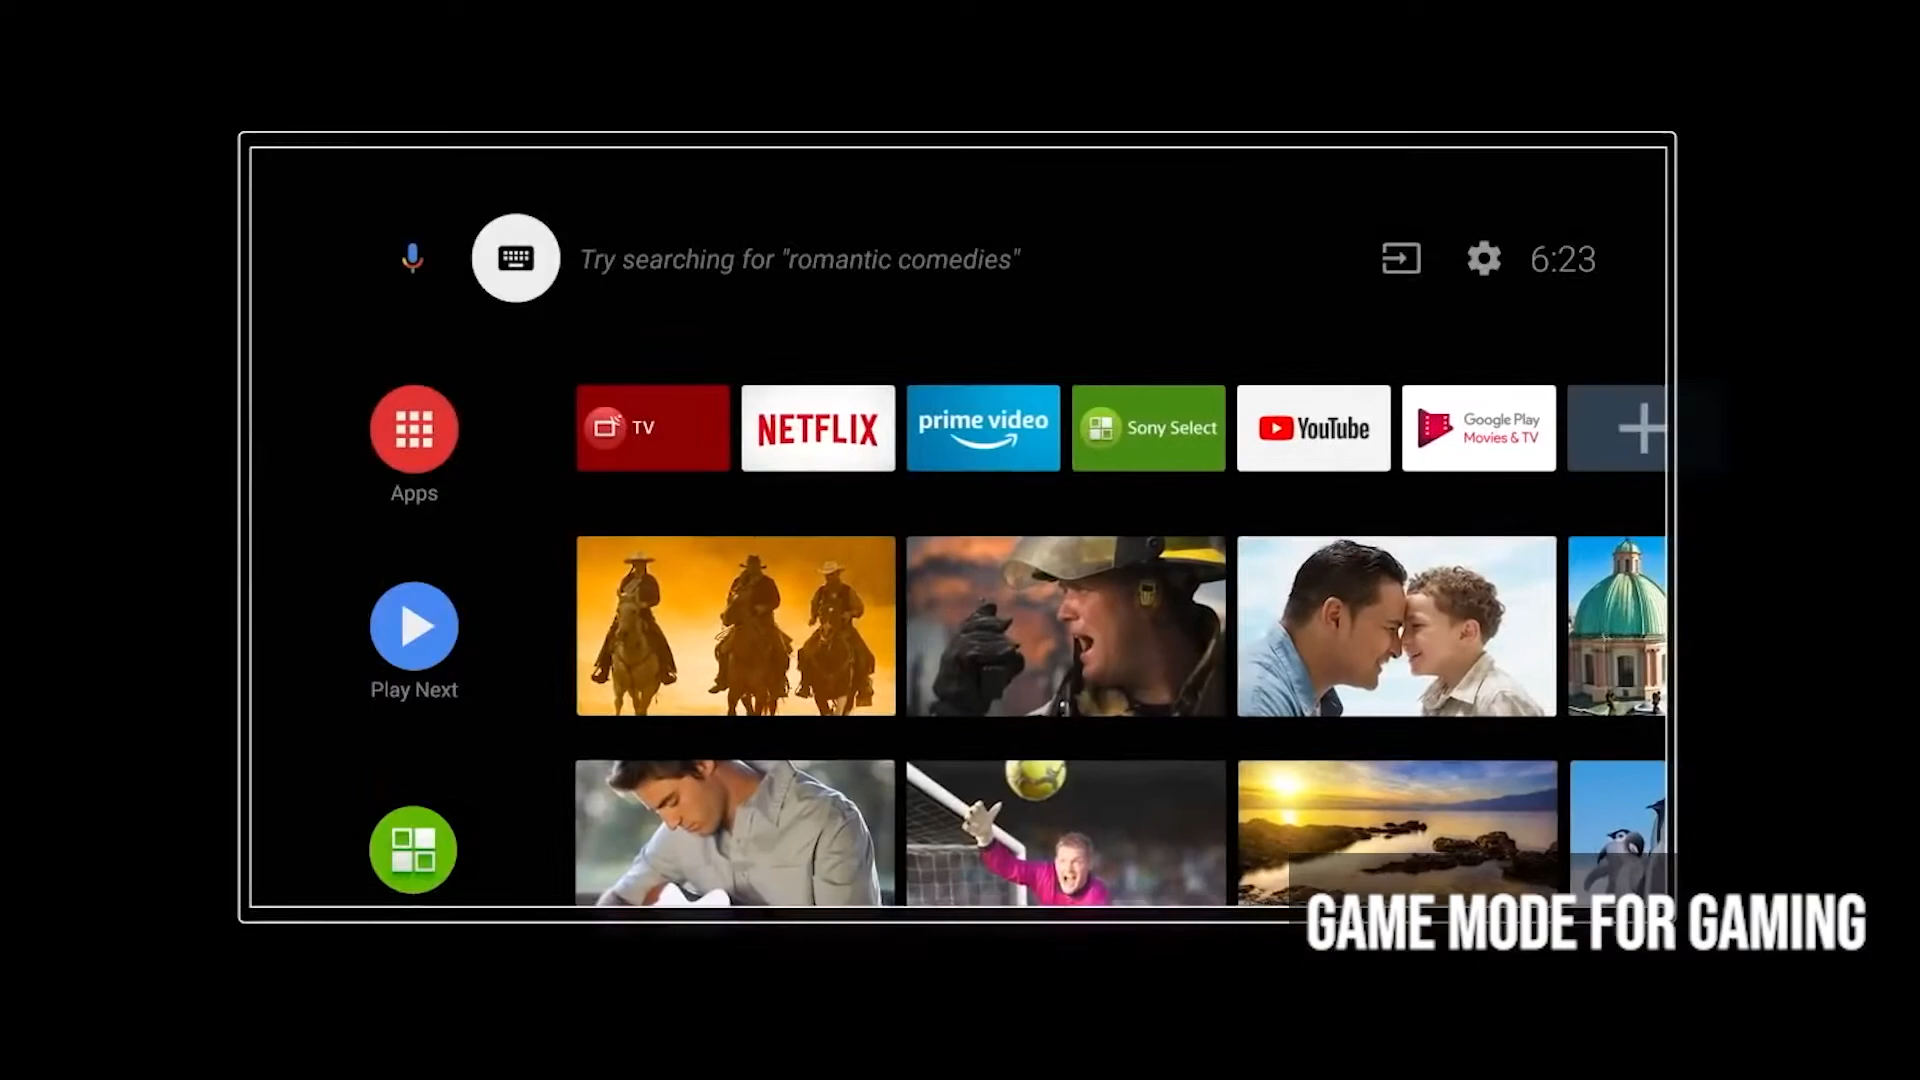 Try searching for "romantic comedies"
6:23
TV
NETFLIX
prime video
Sony Select
YouTube
Google Play
Movies & TV
Apps
Play Next
GAME MODE FOR GAMING